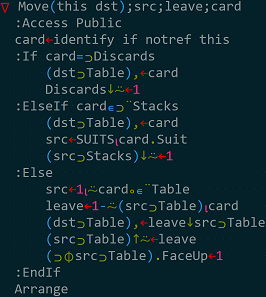 ∇ Move(this dst);src;leave;card
:Access Public
card←identify if notref this
:If card=⊃Discards
(dst⊃Table),←card
Discards↓⍨←1
:ElseIf card∊⊃¨Stacks
(dst⊃Table),←card
src←SUITS⍳card.Suit
(src⊃Stacks)↓⍨←1
:Else
src←1⍳⍨card∘∊¨Table
leave←1-⍨(src⊃Table)⍳card
(dst⊃Table),←leave↓src⊃Table
(src⊃Table)↑⍨←leave
(⊃⌽src⊃Table).FaceUp←1
:EndIf
Arrange